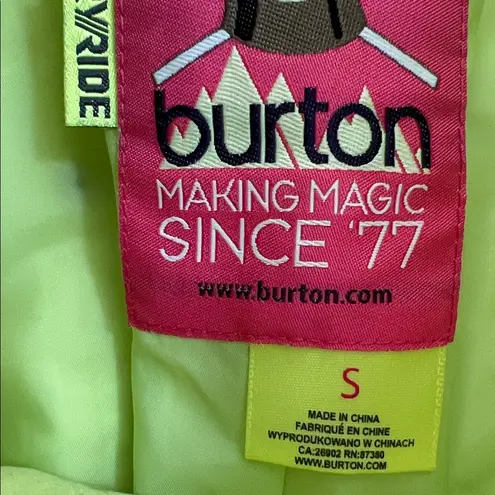 Y/RIDE
burton
MAKING MAGIC
SINCE '77
www.burton.com
S
MADE IN CHINA
FABRIQUÉ EN CHINE
WYPRODUKOWANO W CHINACH
CA:26902 RN:87380
WWW.BURTON.COM